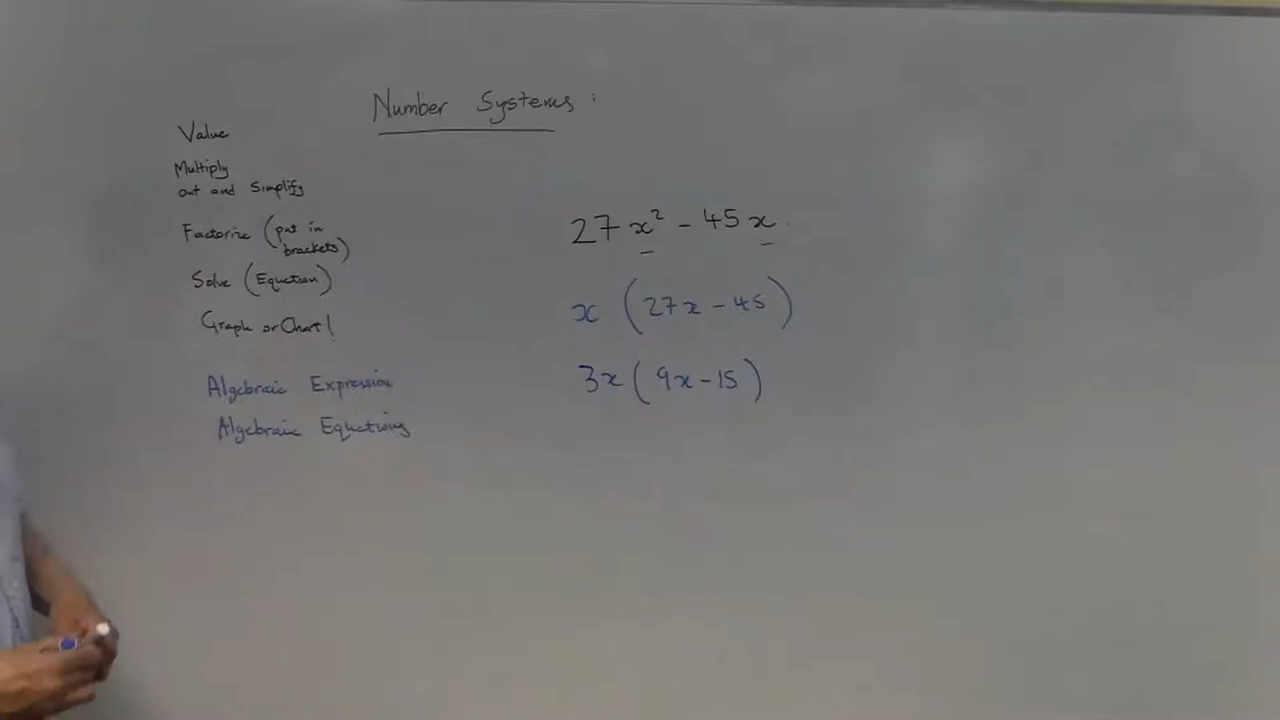 Number Systems :
Value
Multiply
out and Simplify
Factorize (put in
brackets)
Solve (Equation)
Graph or Chart!
Algebraic Expression
Algebraic Equations
27x² - 45x
x (27x - 45)
3x (9x - 15)